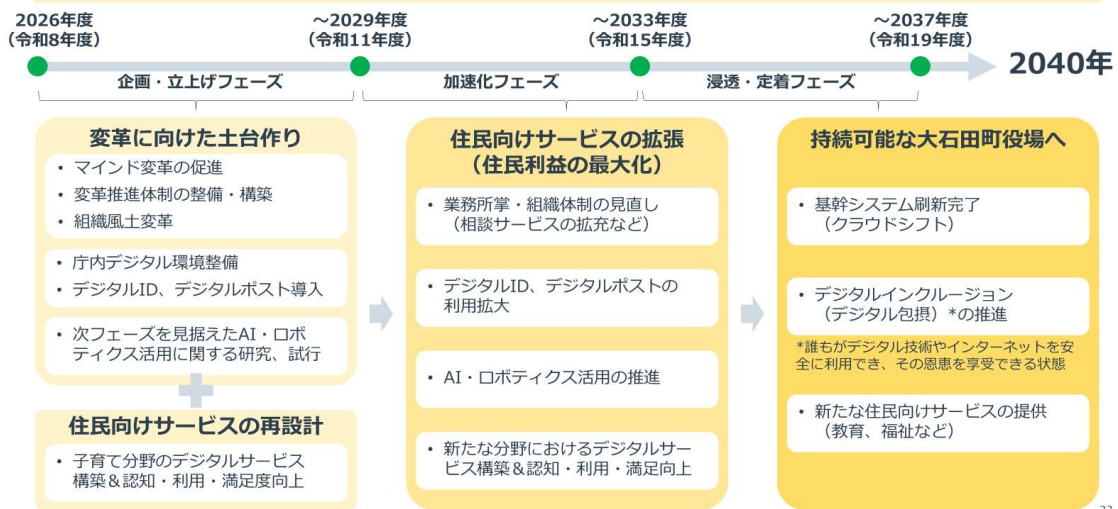 2026年度
（令和8年度）
～2029年度
（令和11年度）
～2033年度
（令和15年度）
～2037年度
（令和19年度）
2040年
企画・立上げフェーズ
加速化フェーズ
浸透・定着フェーズ
変革に向けた土台作り
• マインド変革の促進
• 変革推進体制の整備・構築
• 組織風土変革
• 庁内デジタル環境整備
• デジタルID、デジタルポスト導入
• 次フェーズを見据えたAI・ロボ
ティクス活用に関する研究、試行
住民向けサービスの再設計
• 子育て分野のデジタルサービス
構築＆認知・利用・満足度向上
住民向けサービスの拡張
（住民利益の最大化）
• 業務所掌・組織体制の見直し
（相談サービスの拡充など）
• デジタルID、デジタルポストの
利用拡大
• AI・ロボティクス活用の推進
• 新たな分野におけるデジタルサー
ビス構築＆認知・利用・満足向上
持続可能な大石田町役場へ
• 基幹システム刷新完了
（クラウドシフト）
• デジタルインクルージョン
（デジタル包摂）*の推進
*誰もがデジタル技術やインターネットを安
全に利用でき、その恩恵を享受できる状態
• 新たな住民向けサービスの提供
（教育、福祉など）